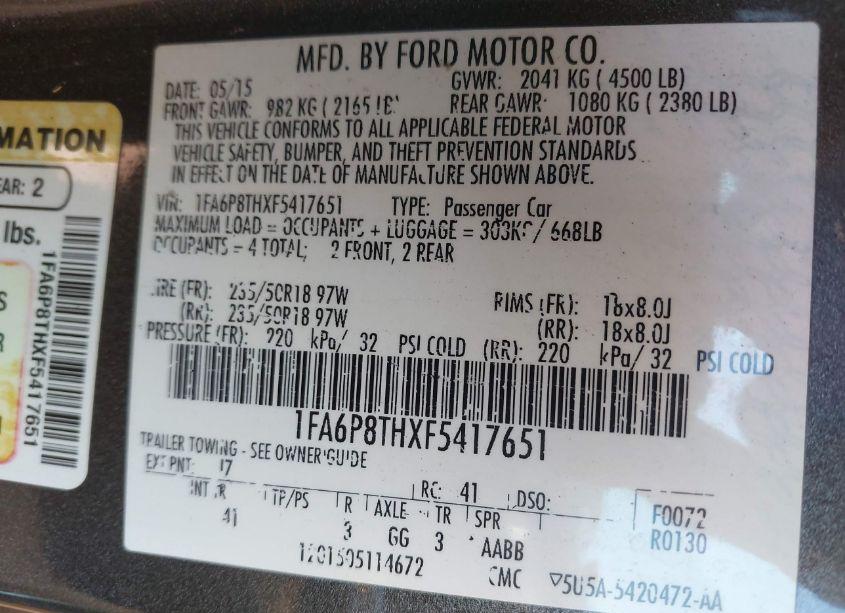 MFD. BY FORD MOTOR CO.
DATE: 05/15 GVWR: 2041 KG ( 4500 LB)
FRONT GAWR: 982 KG ( 2165 LB) REAR GAWR: 1080 KG ( 2380 LB)
THIS VEHICLE CONFORMS TO ALL APPLICABLE FEDERAL MOTOR
VEHICLE SAFETY, BUMPER, AND THEFT PREVENTION STANDARDS
IN EFFECT ON THE DATE OF MANUFACTURE SHOWN ABOVE.
VIN: 1FA6P8THXF5417651 TYPE: Passenger Car
MAXIMUM LOAD = OCCUPANTS + LUGGAGE = 303KG / 668LB
OCCUPANTS = 4 TOTAL; 2 FRONT, 2 REAR
TIRE (FR): 235/50R18 97W RIMS (FR): 18x8.0J
(RR): 235/50R18 97W (RR): 18x8.0J
PRESSURE (FR): 220 kPa/ 32 PSI COLD (RR): 220 kPa/ 32 PSI COLD
1FA6P8THXF5417651
TRAILER TOWING - SEE OWNER GUIDE
EXT PNT: J7 RC: 41 DSO: F0072
INT TR TP/PS R AXLE TR SPR R0130
41 3 GG 3 AABB
1201505114672 CMC ▽5U5A-5420472-AA
MATION
EAR: 2
lbs.
S
R
1FA6P8THXF5417651